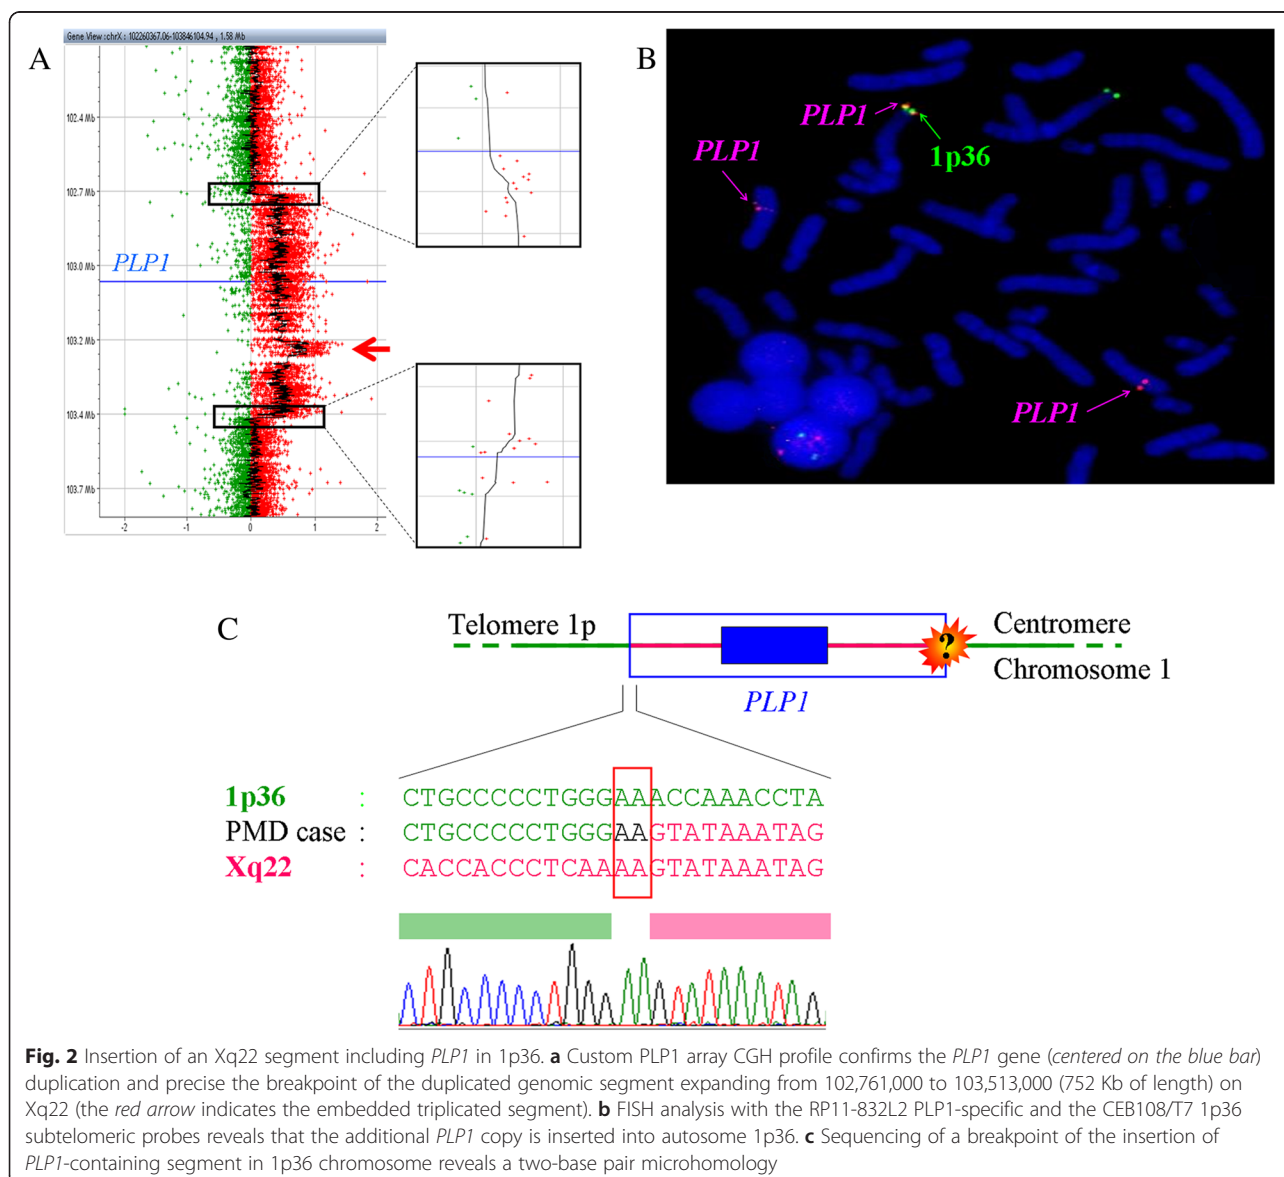 A
Gene View :chrX : 102260367.06-103846104.94 , 1.58 Mb
102.4 Mb
102.7 Mb
103.0 Mb
PLP1
103.2 Mb
103.4 Mb
103.7 Mb
-2 -1 0 1 2
B
PLP1
1p36
PLP1
PLP1
C
Telomere 1p
?
Centromere
Chromosome 1
PLP1
1p36 : CTGCCCCCTGGGAAACCAAACCTA
PMD case : CTGCCCCCTGGGAAGTATAAATAG
Xq22 : CACCACCCTCAAAAGTATAAATAG
Fig. 2 Insertion of an Xq22 segment including PLP1 in 1p36. a Custom PLP1 array CGH profile confirms the PLP1 gene (centered on the blue bar)
duplication and precise the breakpoint of the duplicated genomic segment expanding from 102,761,000 to 103,513,000 (752 Kb of length) on
Xq22 (the red arrow indicates the embedded triplicated segment). b FISH analysis with the RP11-832L2 PLP1-specific and the CEB108/T7 1p36
subtelomeric probes reveals that the additional PLP1 copy is inserted into autosome 1p36. c Sequencing of a breakpoint of the insertion of
PLP1-containing segment in 1p36 chromosome reveals a two-base pair microhomology